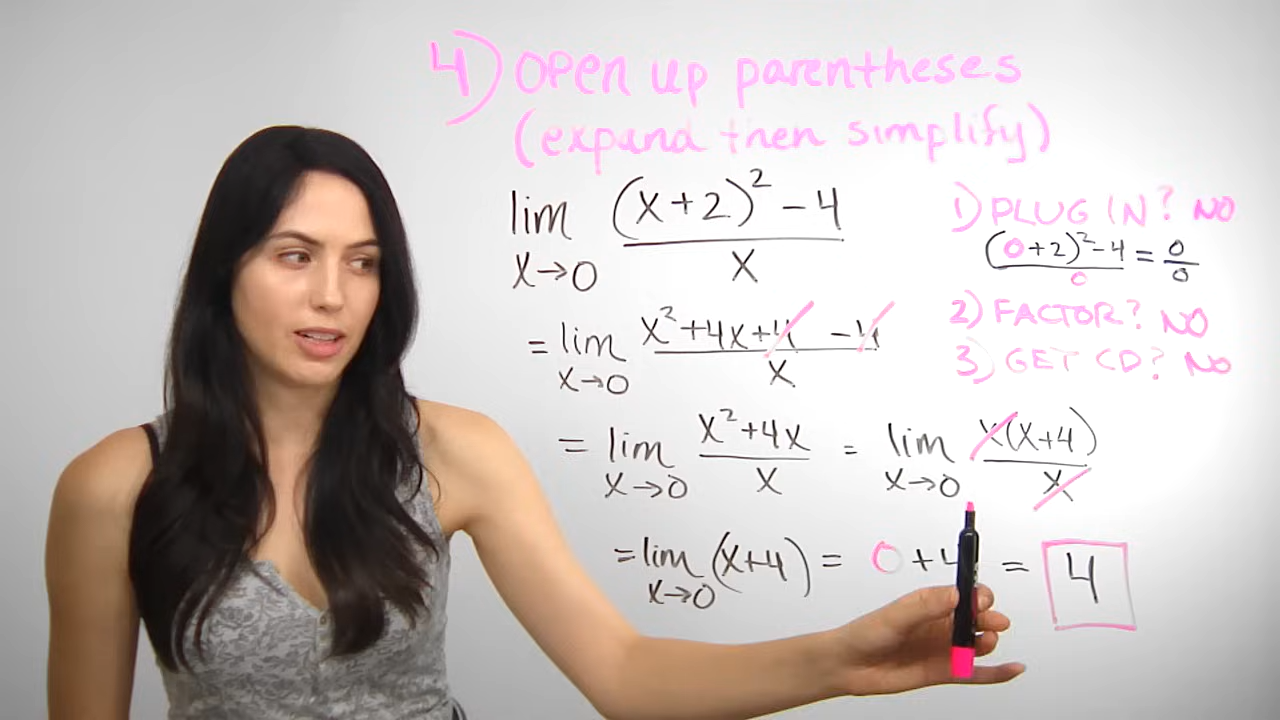 4) Open up parentheses
(expand then simplify)
lim x→0 ((x+2)² - 4)/x
= lim x→0 (x² + 4x + 4 - 4)/x
= lim x→0 (x² + 4x)/x = lim x→0 x(x+4)/x
= lim x→0 (x+4) = 0 + 4 = 4
1) PLUG IN? NO
((0+2)² - 4)/0 = 0/0
2) FACTOR? NO
3) GET CD? NO